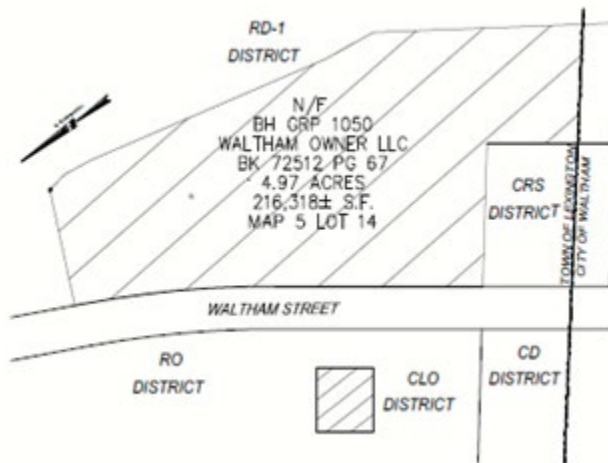 RD-1
DISTRICT
N/F
BH GRP 1050
WALTHAM OWNER LLC
BK 72512 PG 67
4.97 ACRES
216,318± S.F.
MAP 5 LOT 14
CRS
DISTRICT
TOWN OF LEXINGTON
CITY OF WALTHAM
WALTHAM STREET
RO
DISTRICT
CLO
DISTRICT
CD
DISTRICT